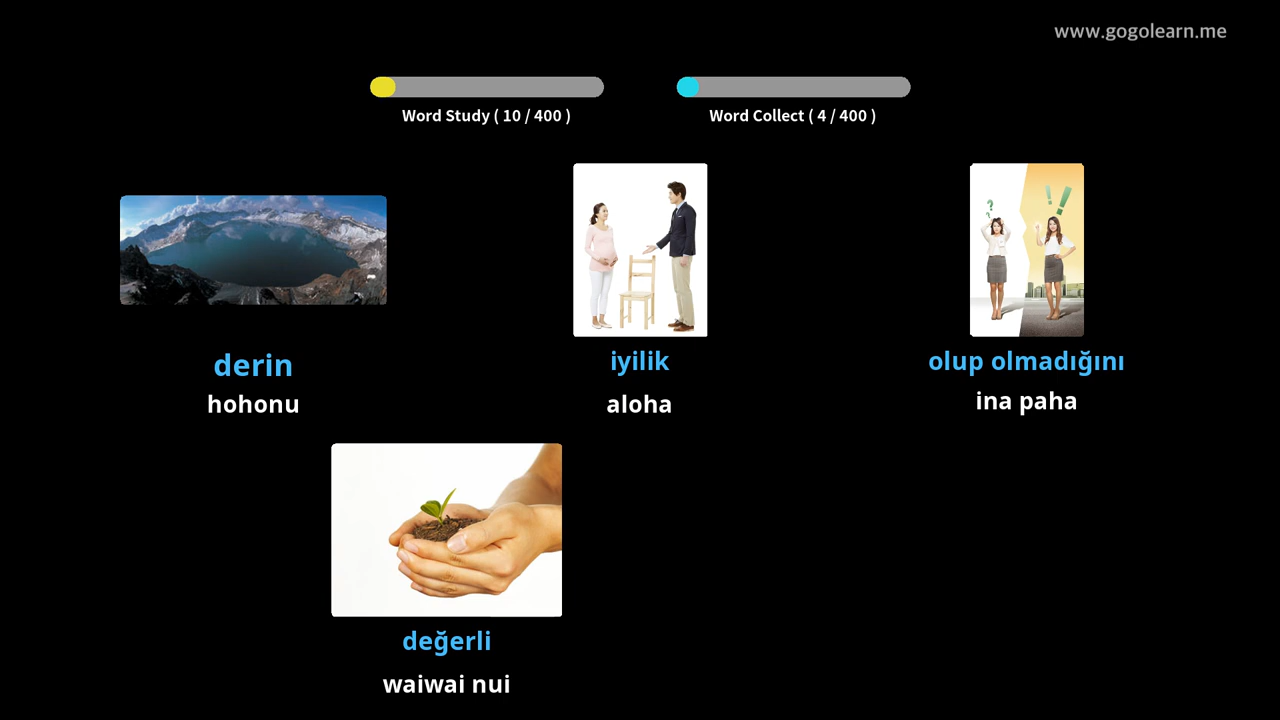 www.gogolearn.me
Word Study ( 10 / 400 )
Word Collect ( 4 / 400 )
derin
hohonu
iyilik
aloha
olup olmadığını
ina paha
değerli
waiwai nui